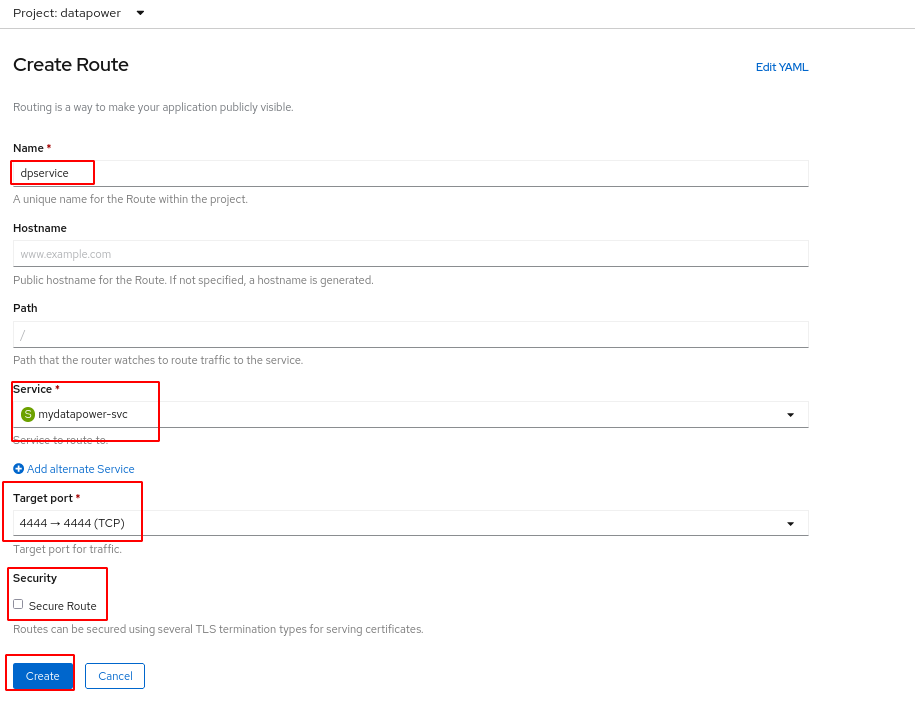 Project: datapower
Create Route
Edit YAML
Routing is a way to make your application publicly visible.
Name *
dpservice
A unique name for the Route within the project.
Hostname
www.example.com
Public hostname for the Route. If not specified, a hostname is generated.
Path
/
Path that the router watches to route traffic to the service.
Service *
S mydatapower-svc
Service to route to.
Add alternate Service
Target port *
4444 → 4444 (TCP)
Target port for traffic.
Security
Secure Route
Routes can be secured using several TLS termination types for serving certificates.
Create Cancel